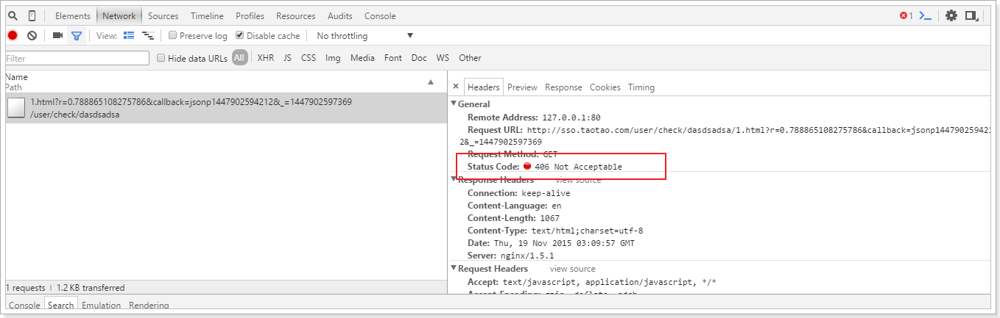 Elements Network Sources Timeline Profiles Resources Audits Console 1
View: Preserve log Disable cache No throttling
Filter Hide data URLs All XHR JS CSS Img Media Font Doc WS Other
Name
Path
1.html?r=0.788865108275786&callback=jsonp1447902594212&_=1447902597369
/user/check/dasdsadsa
1 requests | 1.2 KB transferred
Console Search Emulation Rendering
× Headers Preview Response Cookies Timing
General
Remote Address: 127.0.0.1:80
Request URL: http://sso.taotao.com/user/check/dasdsadsa/1.html?r=0.788865108275786&callback=jsonp144790259421
2&_=1447902597369
Request Method: GET
Status Code: 406 Not Acceptable
Response Headers view source
Connection: keep-alive
Content-Language: en
Content-Length: 1067
Content-Type: text/html;charset=utf-8
Date: Thu, 19 Nov 2015 03:09:57 GMT
Server: nginx/1.5.1
Request Headers view source
Accept: text/javascript, application/javascript, */*
Accept-Encoding: gzip, deflate, sdch